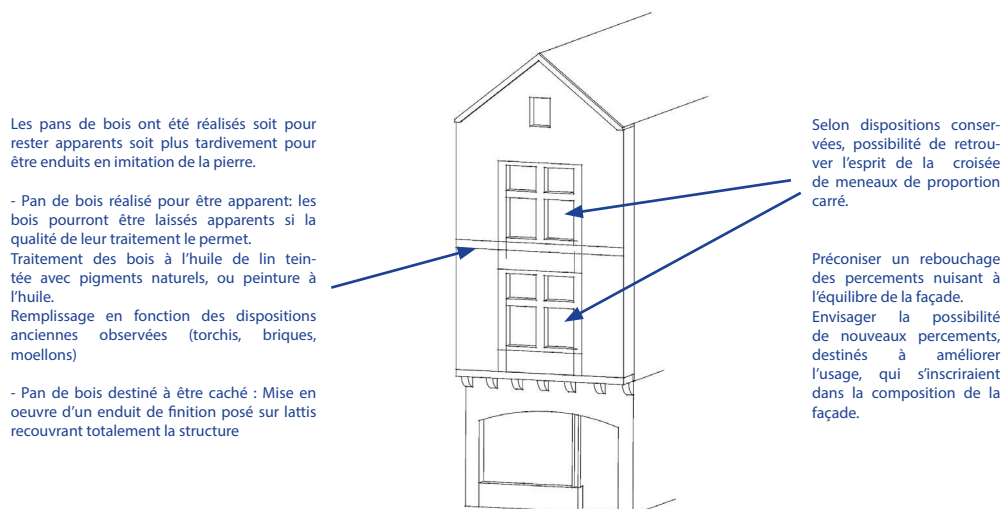 Les pans de bois ont été réalisés soit pour
rester apparents soit plus tardivement pour
être enduits en imitation de la pierre.
- Pan de bois réalisé pour être apparent: les
bois pourront être laissés apparents si la
qualité de leur traitement le permet.
Traitement des bois à l'huile de lin tein-
tée avec pigments naturels, ou peinture à
l'huile.
Remplissage en fonction des dispositions
anciennes observées (torchis, briques,
moellons)
- Pan de bois destiné à être caché : Mise en
oeuvre d'un enduit de finition posé sur lattis
recouvrant totalement la structure
Selon dispositions conser-
vées, possibilité de retrou-
ver l'esprit de la croisée
de meneaux de proportion
carré.
Préconiser un rebouchage
des percements nuisant à
l'équilibre de la façade.
Envisager la possibilité
de nouveaux percements,
destinés à améliorer
l'usage, qui s'inscriraient
dans la composition de la
façade.